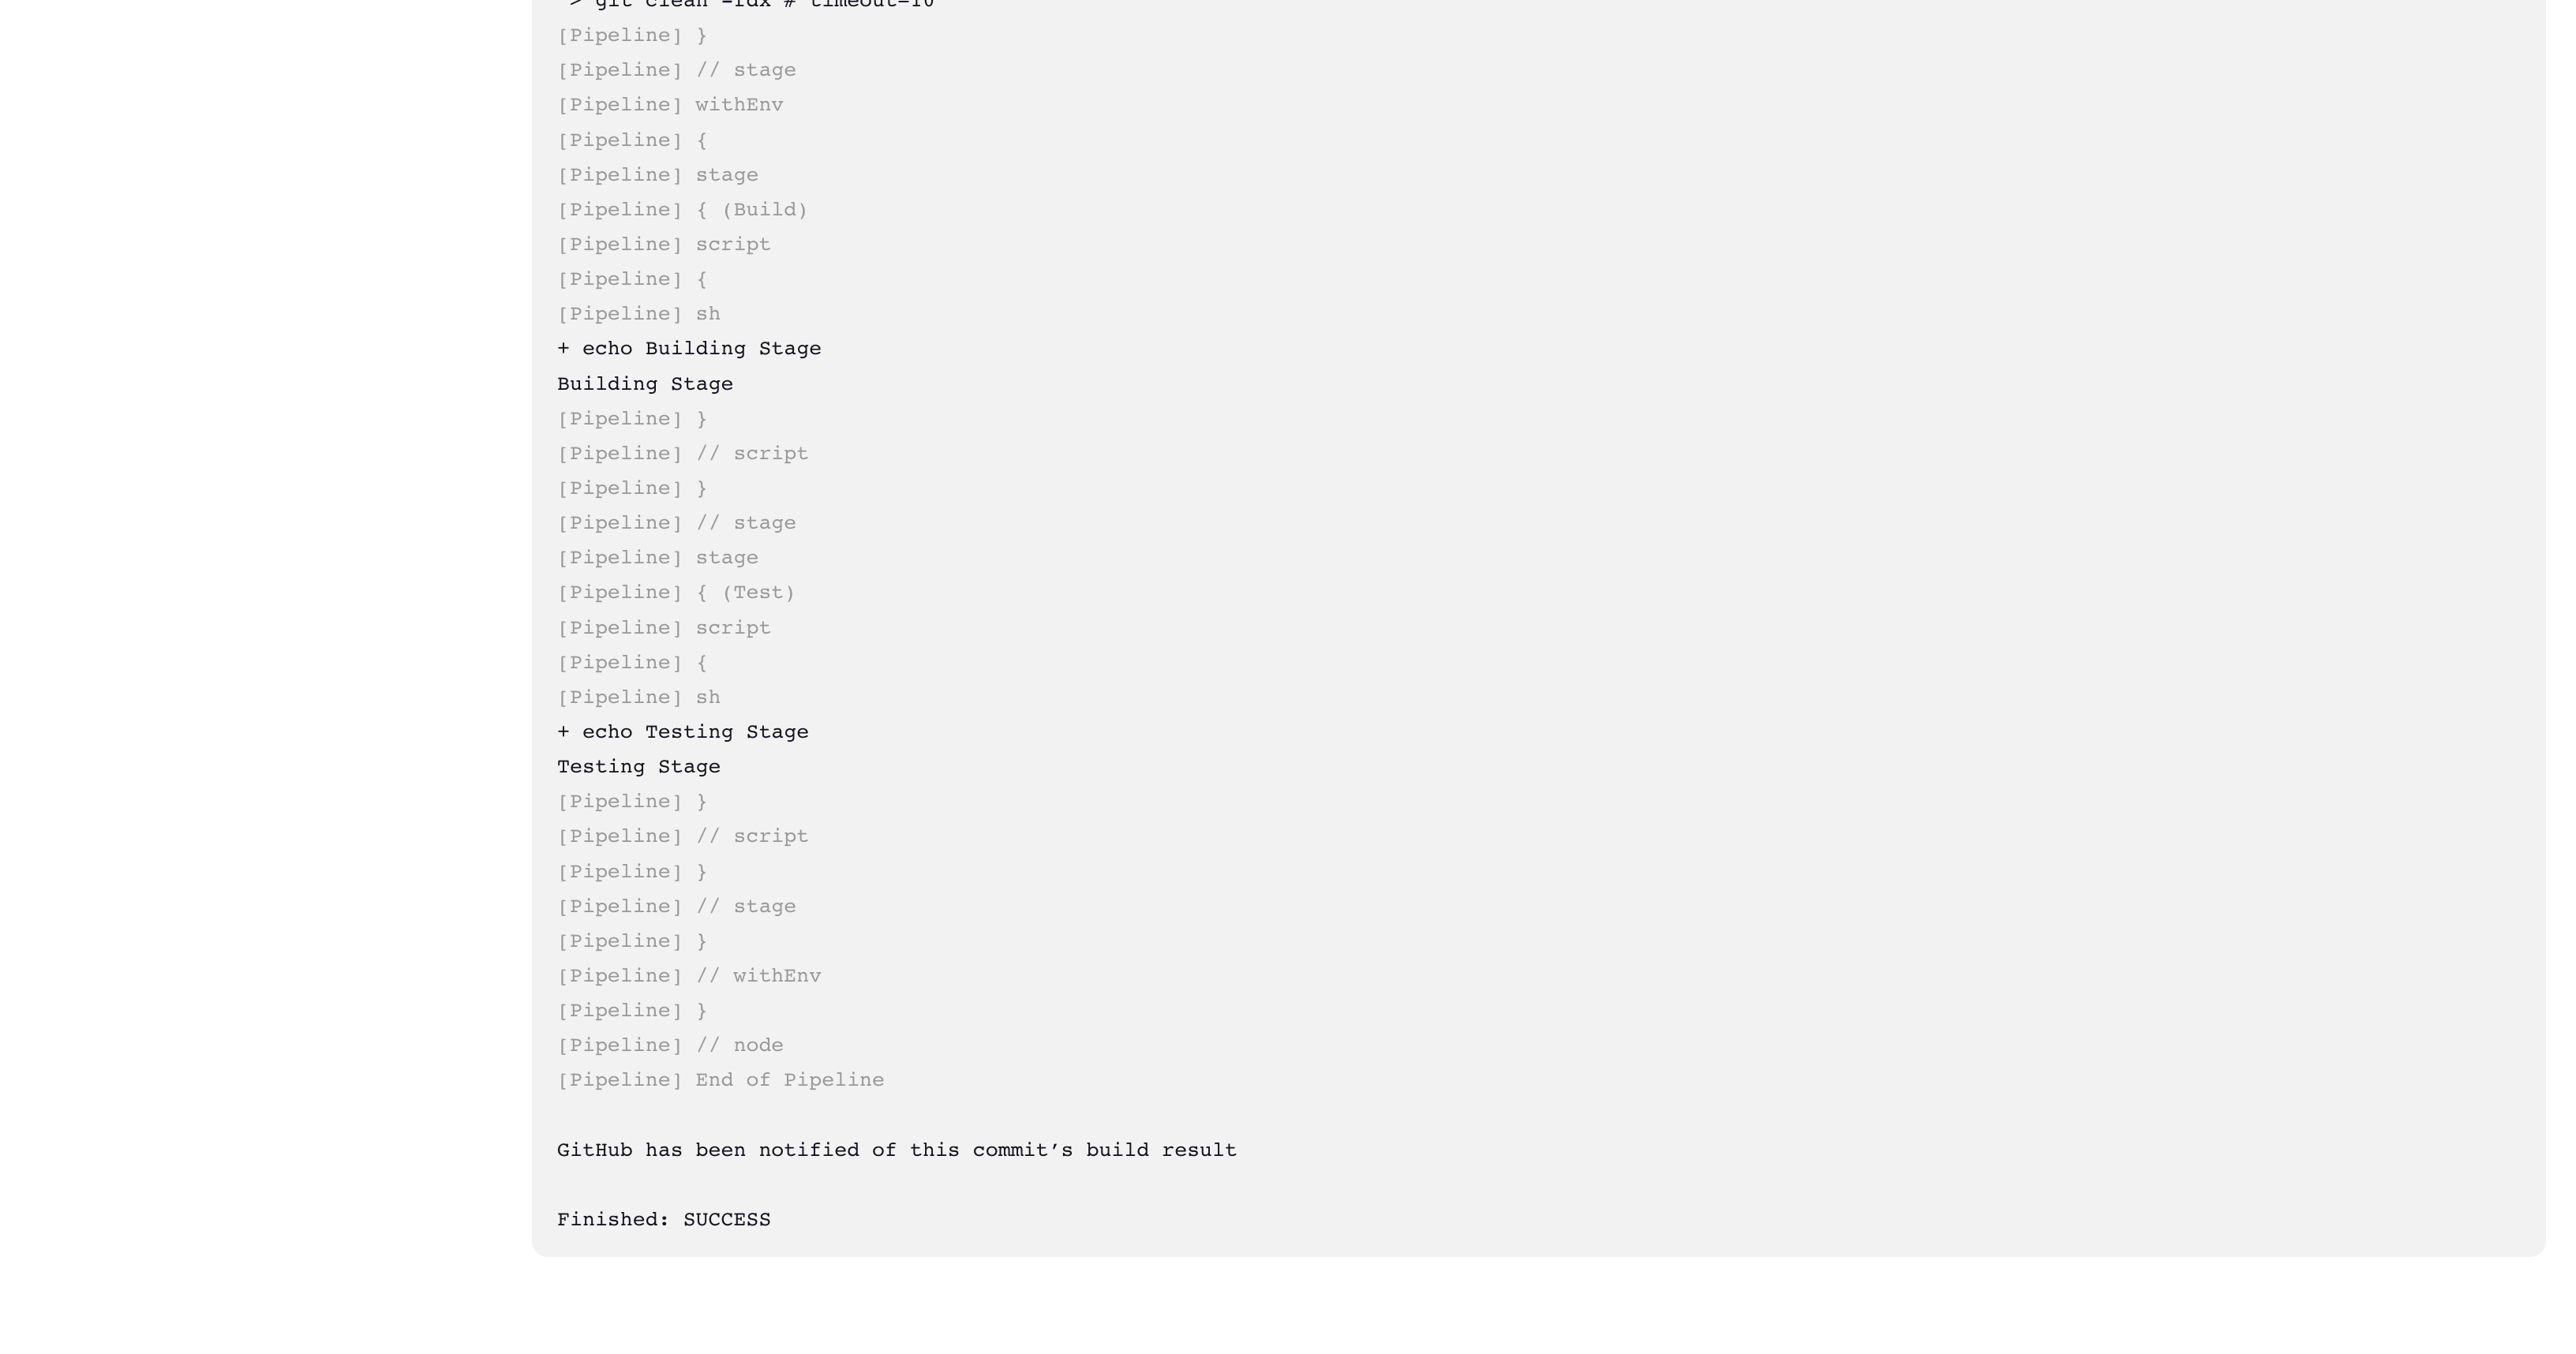 > git clean -fdx # timeout=10
[Pipeline] }
[Pipeline] // stage
[Pipeline] withEnv
[Pipeline] {
[Pipeline] stage
[Pipeline] { (Build)
[Pipeline] script
[Pipeline] {
[Pipeline] sh
+ echo Building Stage
Building Stage
[Pipeline] }
[Pipeline] // script
[Pipeline] }
[Pipeline] // stage
[Pipeline] stage
[Pipeline] { (Test)
[Pipeline] script
[Pipeline] {
[Pipeline] sh
+ echo Testing Stage
Testing Stage
[Pipeline] }
[Pipeline] // script
[Pipeline] }
[Pipeline] // stage
[Pipeline] }
[Pipeline] // withEnv
[Pipeline] }
[Pipeline] // node
[Pipeline] End of Pipeline
GitHub has been notified of this commit’s build result
Finished: SUCCESS